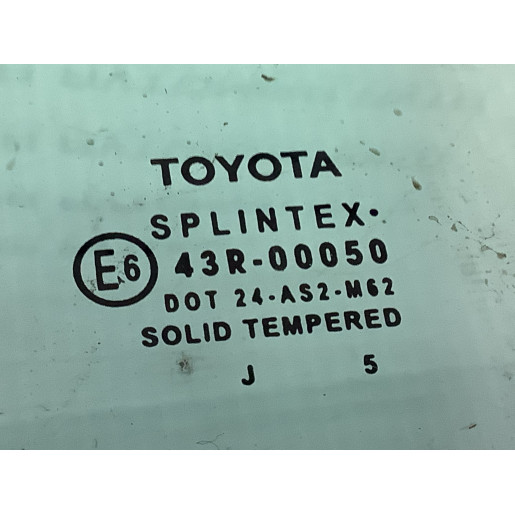 TOYOTA
SPLINTEX·
E6 43R-00050
DOT 24-AS2-M62
SOLID TEMPERED
J 5